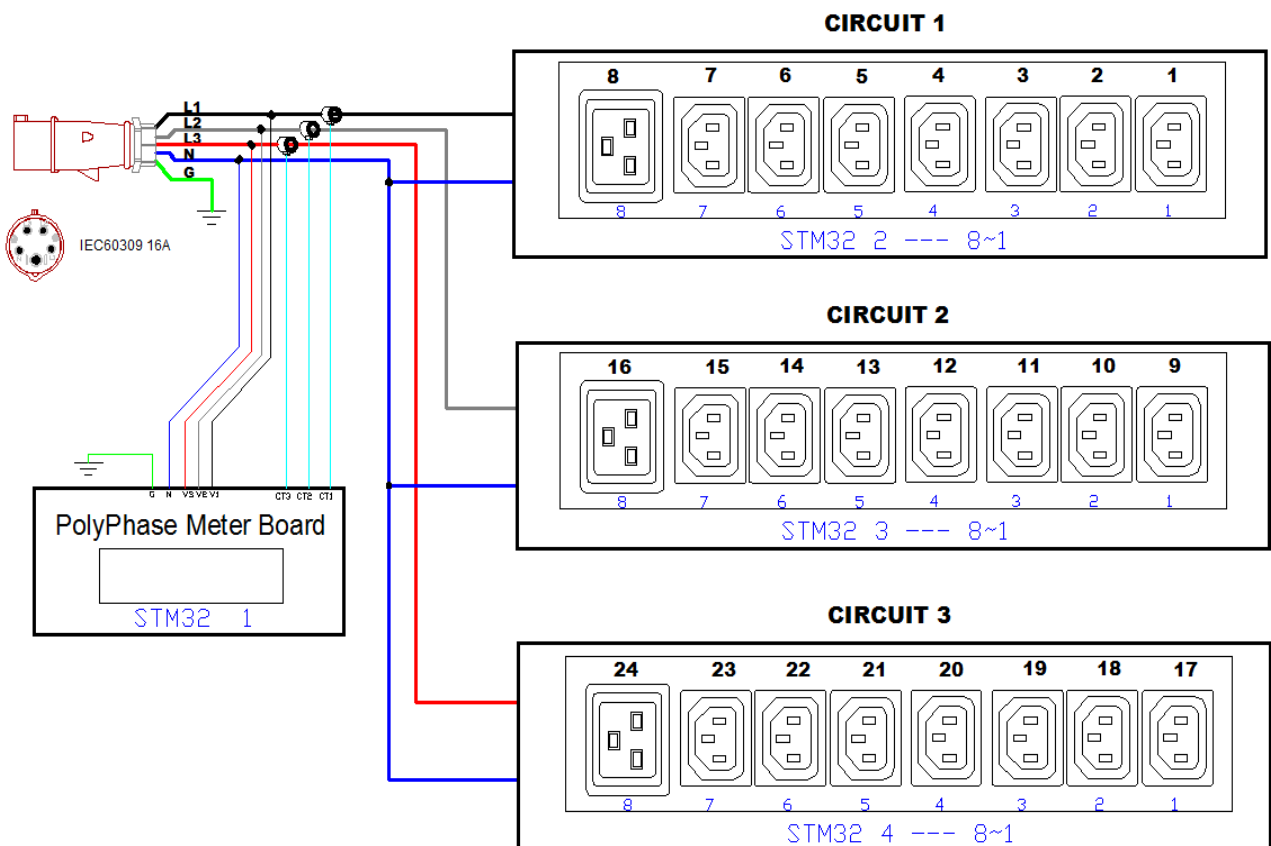 CIRCUIT 1
8 7 6 5 4 3 2 1
8 7 6 5 4 3 2 1
STM32 2 --- 8~1
L1
L2
L3
N
G
IEC60309 16A
CIRCUIT 2
16 15 14 13 12 11 10 9
8 7 6 5 4 3 2 1
STM32 3 --- 8~1
G N V3 V2 V1 CT3 CT2 CT1
PolyPhase Meter Board
STM32 1
CIRCUIT 3
24 23 22 21 20 19 18 17
8 7 6 5 4 3 2 1
STM32 4 --- 8~1